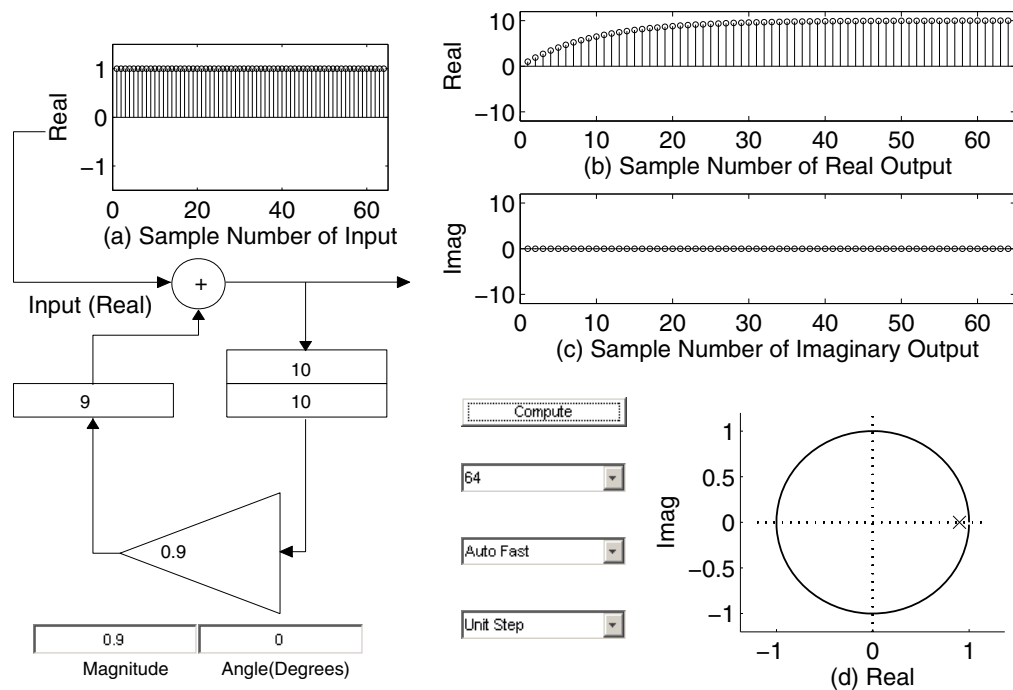 1
0
−1
Real
0 20 40 60
(a) Sample Number of Input
10
0
−10
Real
0 10 20 30 40 50 60
(b) Sample Number of Real Output
10
0
−10
Imag
0 10 20 30 40 50 60
(c) Sample Number of Imaginary Output
+
Input (Real)
10
10
9
0.9
0.9
0
Magnitude
Angle(Degrees)
Compute
64
Auto Fast
Unit Step
1
0.5
0
−0.5
−1
Imag
−1 0 1
(d) Real